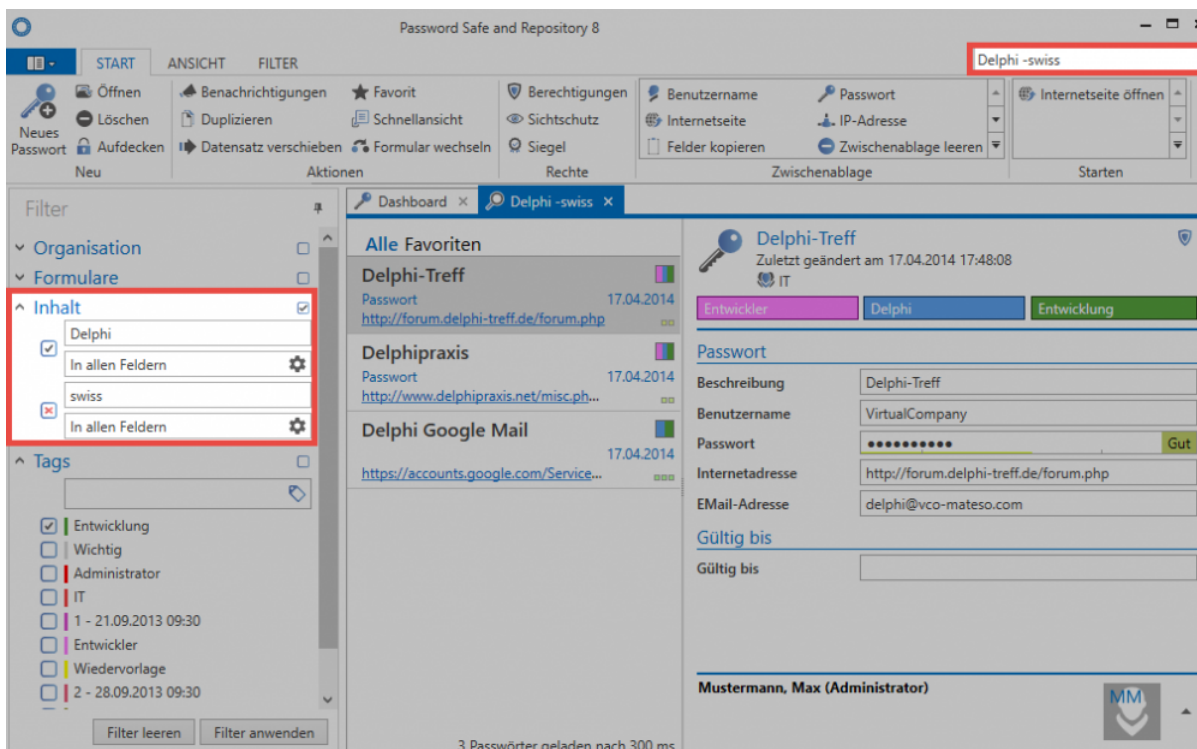 Password Safe and Repository 8
START ANSICHT FILTER
Delphi -swiss
Neues Passwort
Öffnen
Löschen
Aufdecken
Neu
Benachrichtigungen
Duplizieren
Datensatz verschieben
Favorit
Schnellansicht
Formular wechseln
Aktionen
Berechtigungen
Sichtschutz
Siegel
Rechte
Benutzername
Internetseite
Felder kopieren
Passwort
IP-Adresse
Zwischenablage leeren
Zwischenablage
Internetseite öffnen
Starten
Filter
Organisation
Formulare
Inhalt
Delphi
In allen Feldern
swiss
In allen Feldern
Tags
Entwicklung
Wichtig
Administrator
IT
1 - 21.09.2013 09:30
Entwickler
Wiedervorlage
2 - 28.09.2013 09:30
Filter leeren Filter anwenden
Dashboard
Delphi -swiss
Alle Favoriten
Delphi-Treff
Passwort 17.04.2014
http://forum.delphi-treff.de/forum.php
Delphipraxis
Passwort 17.04.2014
http://www.delphipraxis.net/misc.ph...
Delphi Google Mail
17.04.2014
https://accounts.google.com/Service...
3 Passwörter geladen nach 300 ms
Delphi-Treff
Zuletzt geändert am 17.04.2014 17:48:08
IT
Entwickler Delphi Entwicklung
Passwort
Beschreibung Delphi-Treff
Benutzername VirtualCompany
Passwort ●●●●●●●●●● Gut
Internetadresse http://forum.delphi-treff.de/forum.php
EMail-Adresse delphi@vco-mateso.com
Gültig bis
Gültig bis
Mustermann, Max (Administrator)
MM